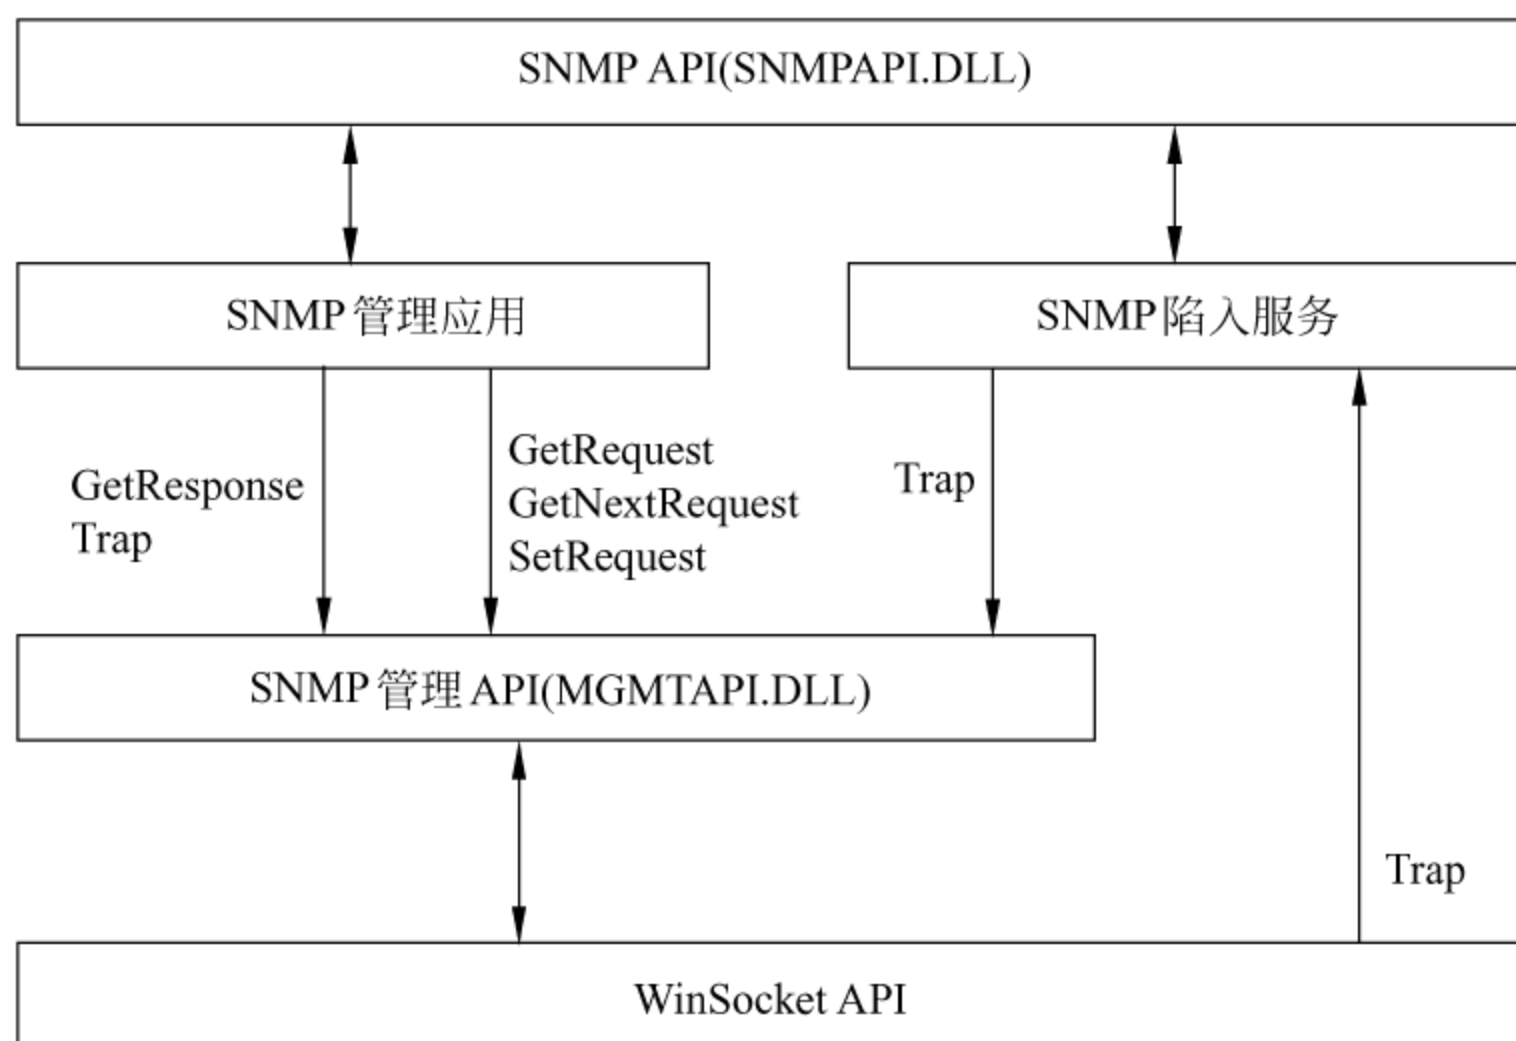 SNMP API(SNMPAPI.DLL)
SNMP管理应用
SNMP陷入服务
GetResponse
Trap
GetRequest
GetNextRequest
SetRequest
Trap
SNMP管理API(MGMTAPI.DLL)
Trap
WinSocket API